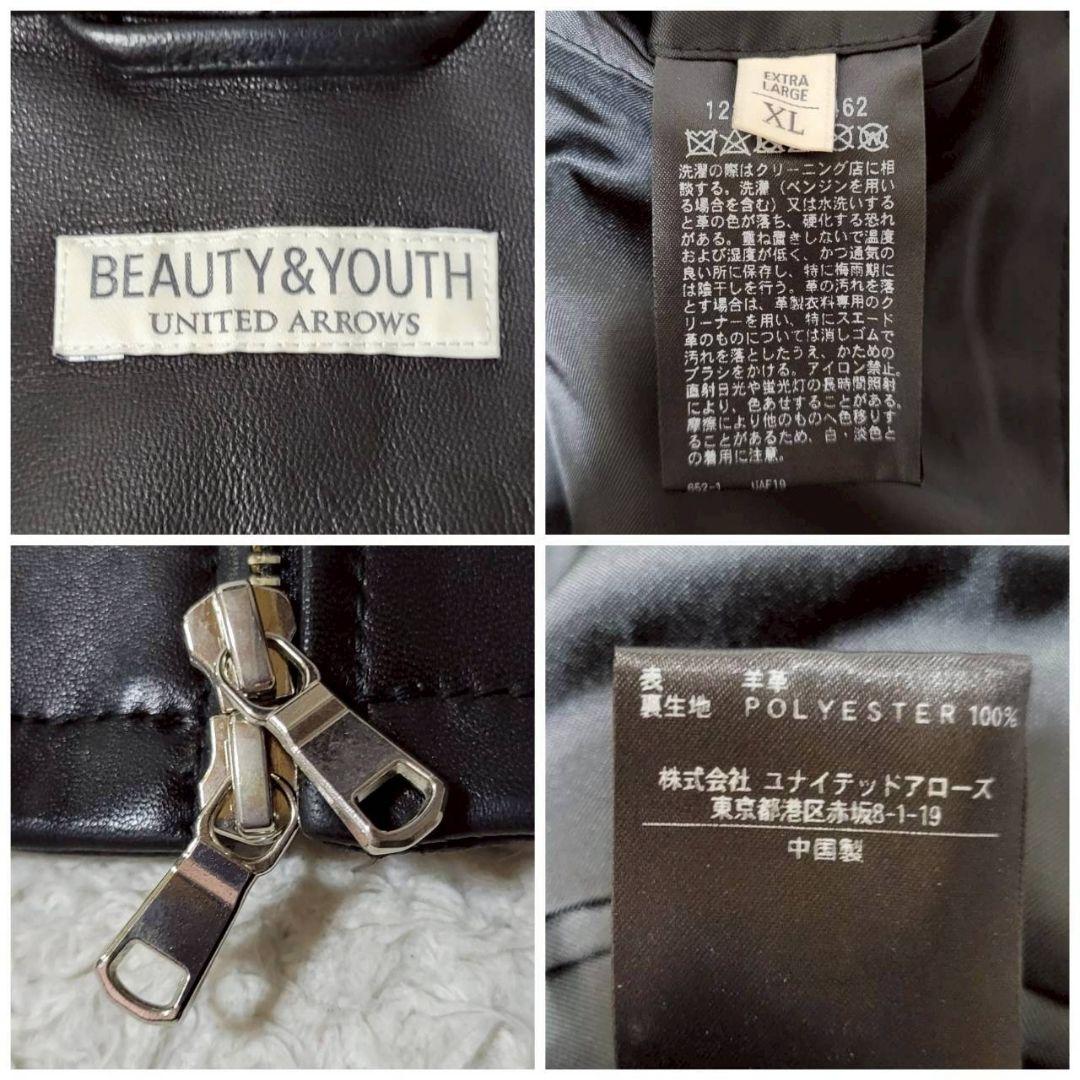 BEAUTY&YOUTH
UNITED ARROWS
EXTRA
LARGE
XL
12
62
洗濯の際はクリーニング店に相
談する。洗濯（ベンジンを用い
る場合を含む）又は水洗いする
と革の色が落ち、硬化する恐れ
がある。重ね置きしないで温度
および湿度が低く、かつ通気の
良い所に保存し、特に梅雨期に
は陰干しを行う。革の汚れを落
とす場合は、革製衣料専用のク
リーナーを用い、特にスエード
革のものについては消しゴムで
汚れを落としたうえ、かための
ブラシをかける。アイロン禁止。
直射日光や蛍光灯の長時間照射
により、色あせすることがある。
摩擦により他のものへ色移りす
ることがあるため、白・淡色と
の着用に注意。
652-1 UAF19
表 羊革
裏生地 POLYESTER 100%
株式会社 ユナイテッドアローズ
東京都港区赤坂8-1-19
中国製